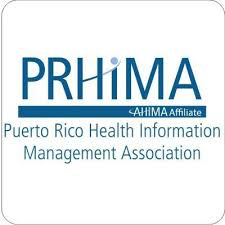 PRHiMA
AHIMA Affiliate
Puerto Rico Health Information
Management Association